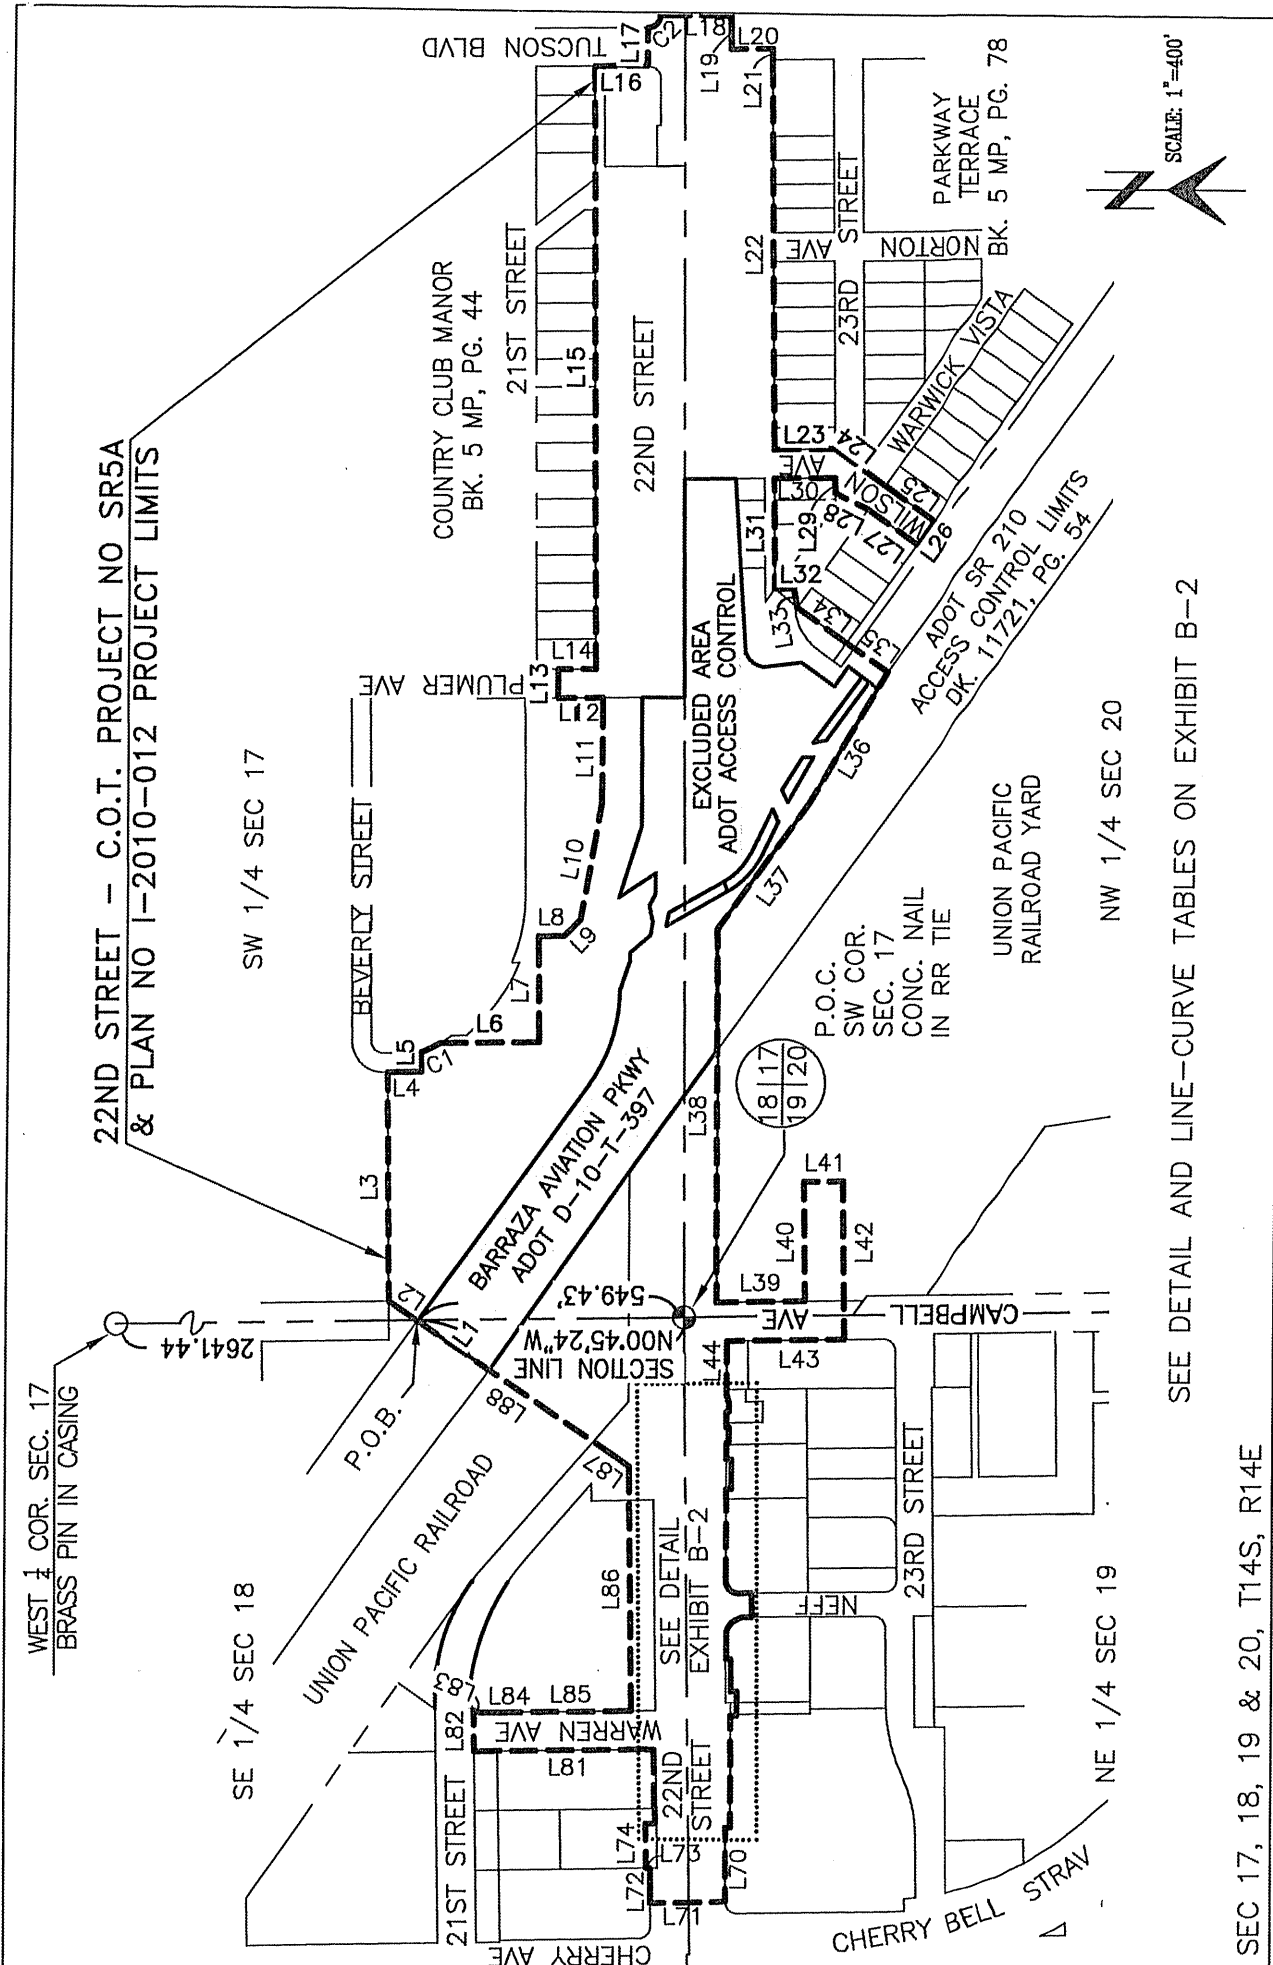 22ND STREET – C.O.T. PROJECT NO SR5A
& PLAN NO I–2010–012 PROJECT LIMITS
WEST ¼ COR. SEC. 17
BRASS PIN IN CASING
2641.44
SW 1/4 SEC 17
SE 1/4 SEC 18
BEVERLY STREET
COUNTRY CLUB MANOR
BK. 5 MP, PG. 44
21ST STREET
TUCSON BLVD
PLUMER AVE
22ND STREET
P.O.B.
UNION PACIFIC RAILROAD
BARRAZA AVIATION PKWY
ADOT D–10–T–397
SECTION LINE
N00°45'24"W
549.43'
EXCLUDED AREA
ADOT ACCESS CONTROL
21ST STREET
WARREN AVE
CHERRY AVE
22ND
STREET
SEE DETAIL
EXHIBIT B–2
NEFF
23RD STREET
CAMPBELL
AVE
CHERRY BELL STRAV
18 17
19 20
P.O.C.
SW COR.
SEC. 17
CONC. NAIL
IN RR TIE
UNION PACIFIC
RAILROAD YARD
ADOT SR 210
ACCESS CONTROL LIMITS
DK. 11721, PG. 54
WILSON
AVE
WARWICK VISTA
23RD STREET
NORTON
AVE
PARKWAY
TERRACE
BK. 5 MP, PG. 78
N
SCALE: 1"=400'
NE 1/4 SEC 19
NW 1/4 SEC 20
L1
L2
L3
L4
L5
C1
L6
L7
L8
L9
L10
L11
L12
L13
L14
L15
L16
L17
C2
L18
L19
L20
L21
L22
L23
L24
L25
L26
L27
L28
L29
L30
L31
L32
L33
L34
L35
L36
L37
L38
L39
L40
L41
L42
L43
L44
L70
L71
L72
L73
L74
L81
L82
L83
L84
L85
L86
L87
L88
SEE DETAIL AND LINE–CURVE TABLES ON EXHIBIT B–2
SEC 17, 18, 19 & 20, T14S, R14E